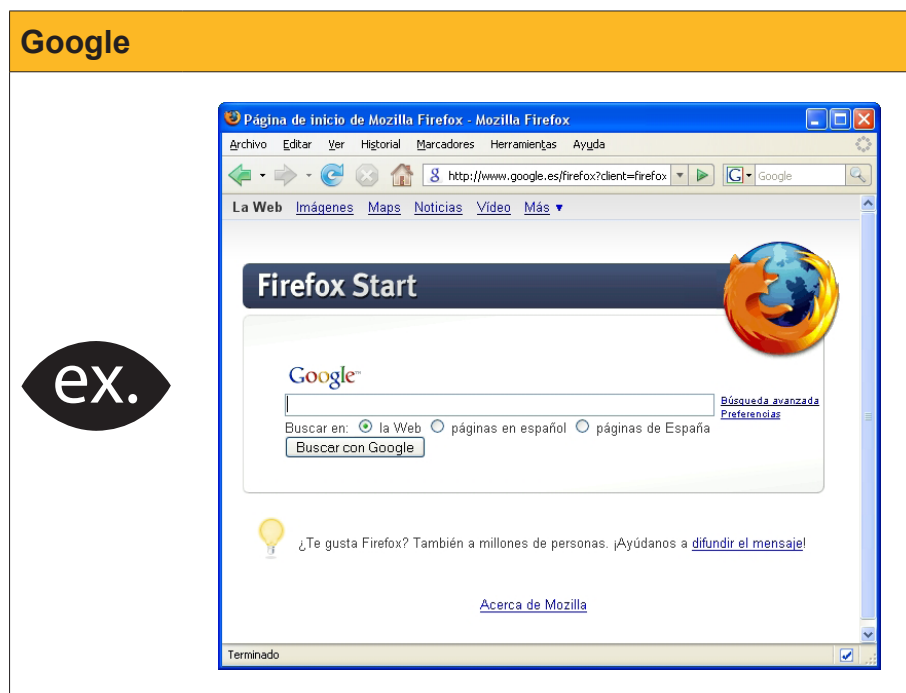 Google
Página de inicio de Mozilla Firefox - Mozilla Firefox
Archivo Editar Ver Historial Marcadores Herramientas Ayuda
http://www.google.es/firefox?client=firefox G Google
La Web Imágenes Maps Noticias Vídeo Más ▼
Firefox Start
ex.
Google™
Búsqueda avanzada
Preferencias
Buscar en: la Web páginas en español páginas de España
Buscar con Google
¿Te gusta Firefox? También a millones de personas. ¡Ayúdanos a difundir el mensaje!
Acerca de Mozilla
Terminado